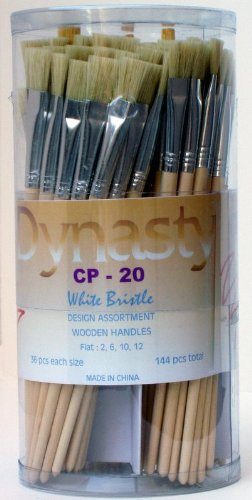 Dynasty
CP - 20
White Bristle
DESIGN ASSORTMENT
WOODEN HANDLES
Flat : 2, 6, 10, 12
36 pcs each size 144 pcs total
MADE IN CHINA